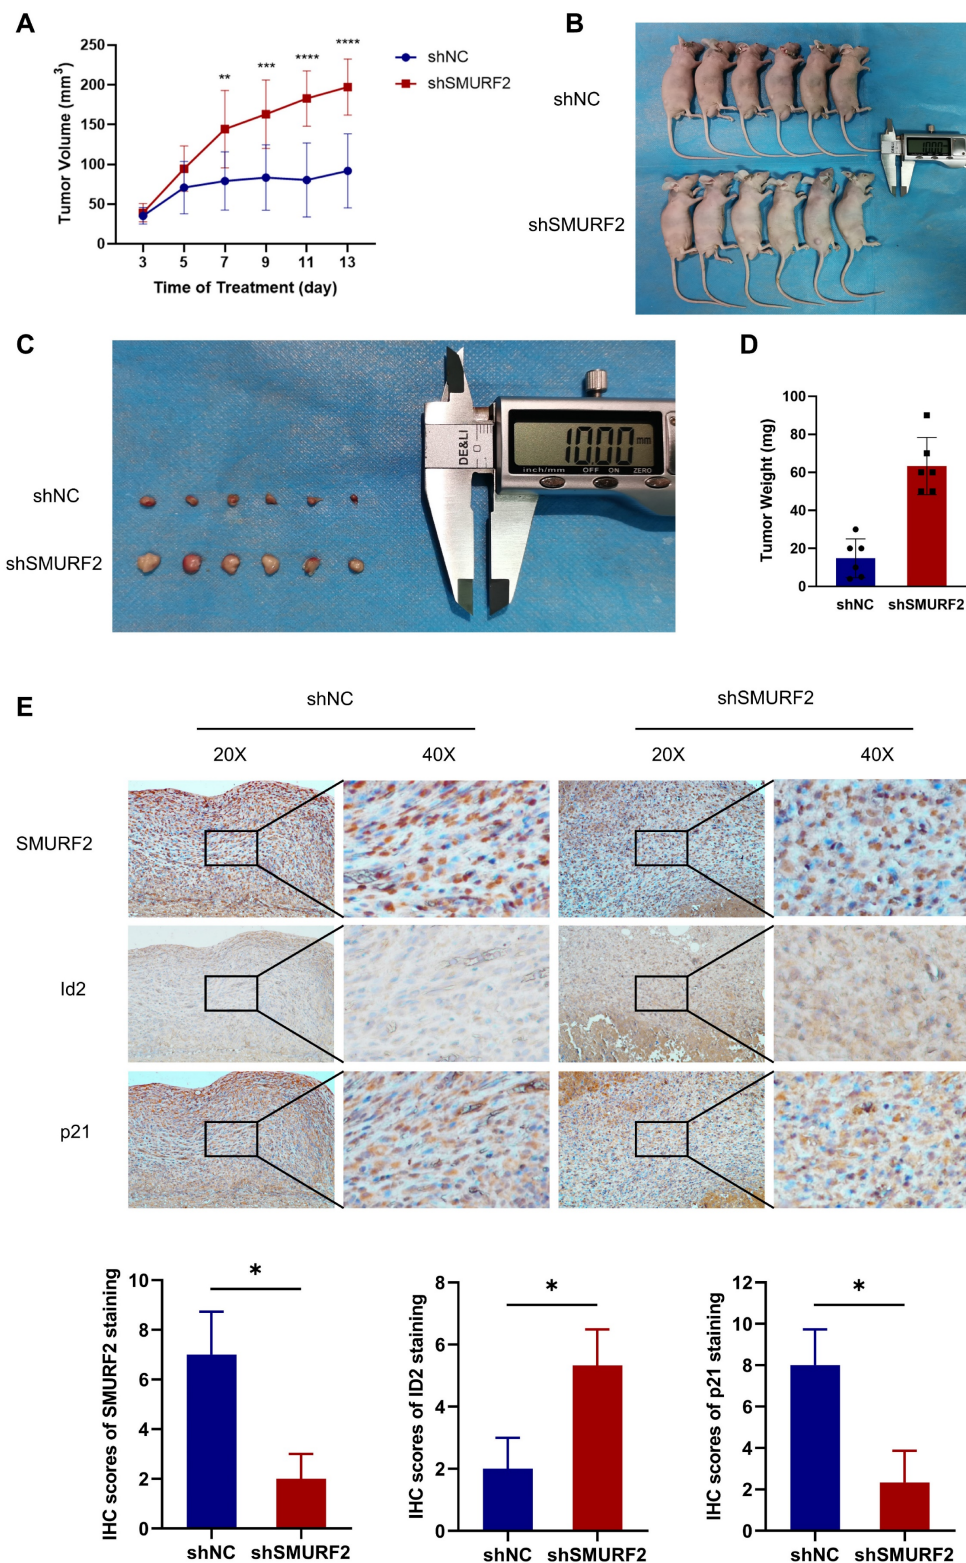 A
Tumor Volume (mm³)
250
200
150
100
50
0
**
***
****
****
3 5 7 9 11 13
Time of Treatment (day)
shNC
shSMURF2
B
shNC
shSMURF2
10.00
C
shNC
shSMURF2
DE&LI
10.00 mm
inch/mm OFF ON ZERO
D
Tumor Weight (mg)
100
80
60
40
20
0
shNC shSMURF2
E
shNC shSMURF2
20X 40X 20X 40X
SMURF2
Id2
p21
IHC scores of SMURF2 staining
10
8
6
4
2
0
*
shNC shSMURF2
IHC scores of ID2 staining
8
6
4
2
0
*
shNC shSMURF2
IHC scores of p21 staining
12
10
8
6
4
2
0
*
shNC shSMURF2